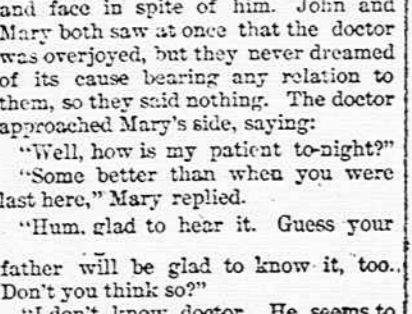 and face in spite of him. John and
Mary both saw at once that the doctor
was overjoyed, but they never dreamed
of its cause bearing any relation to
them, so they said nothing. The doctor
approached Mary's side, saying:
"Well, how is my patient to-night?"
"Some better than when you were
last here," Mary replied.
"Hum. glad to hear it. Guess your
father will be glad to know it, too..
Don't you think so?"
"I don't know doctor. He seems to